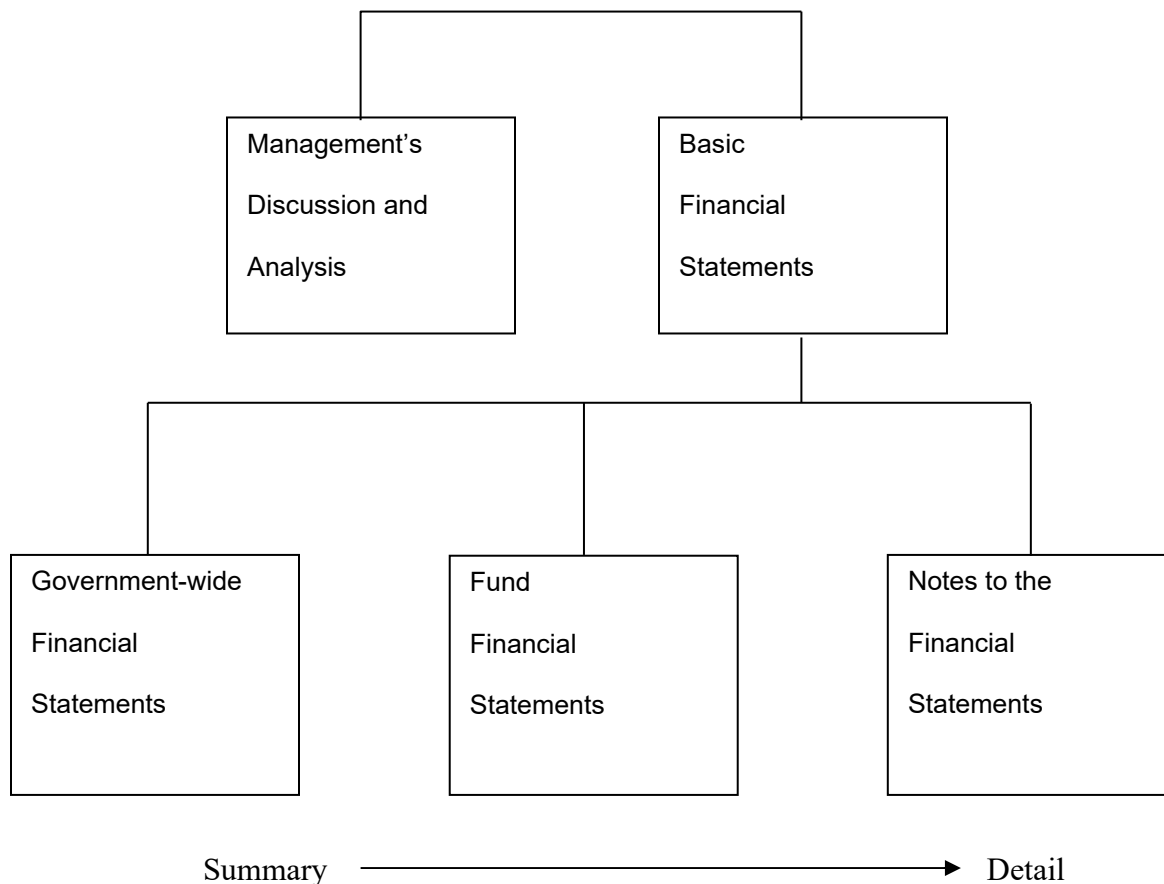 Management’s
Discussion and
Analysis
Basic
Financial
Statements
Government-wide
Financial
Statements
Fund
Financial
Statements
Notes to the
Financial
Statements
Summary
Detail